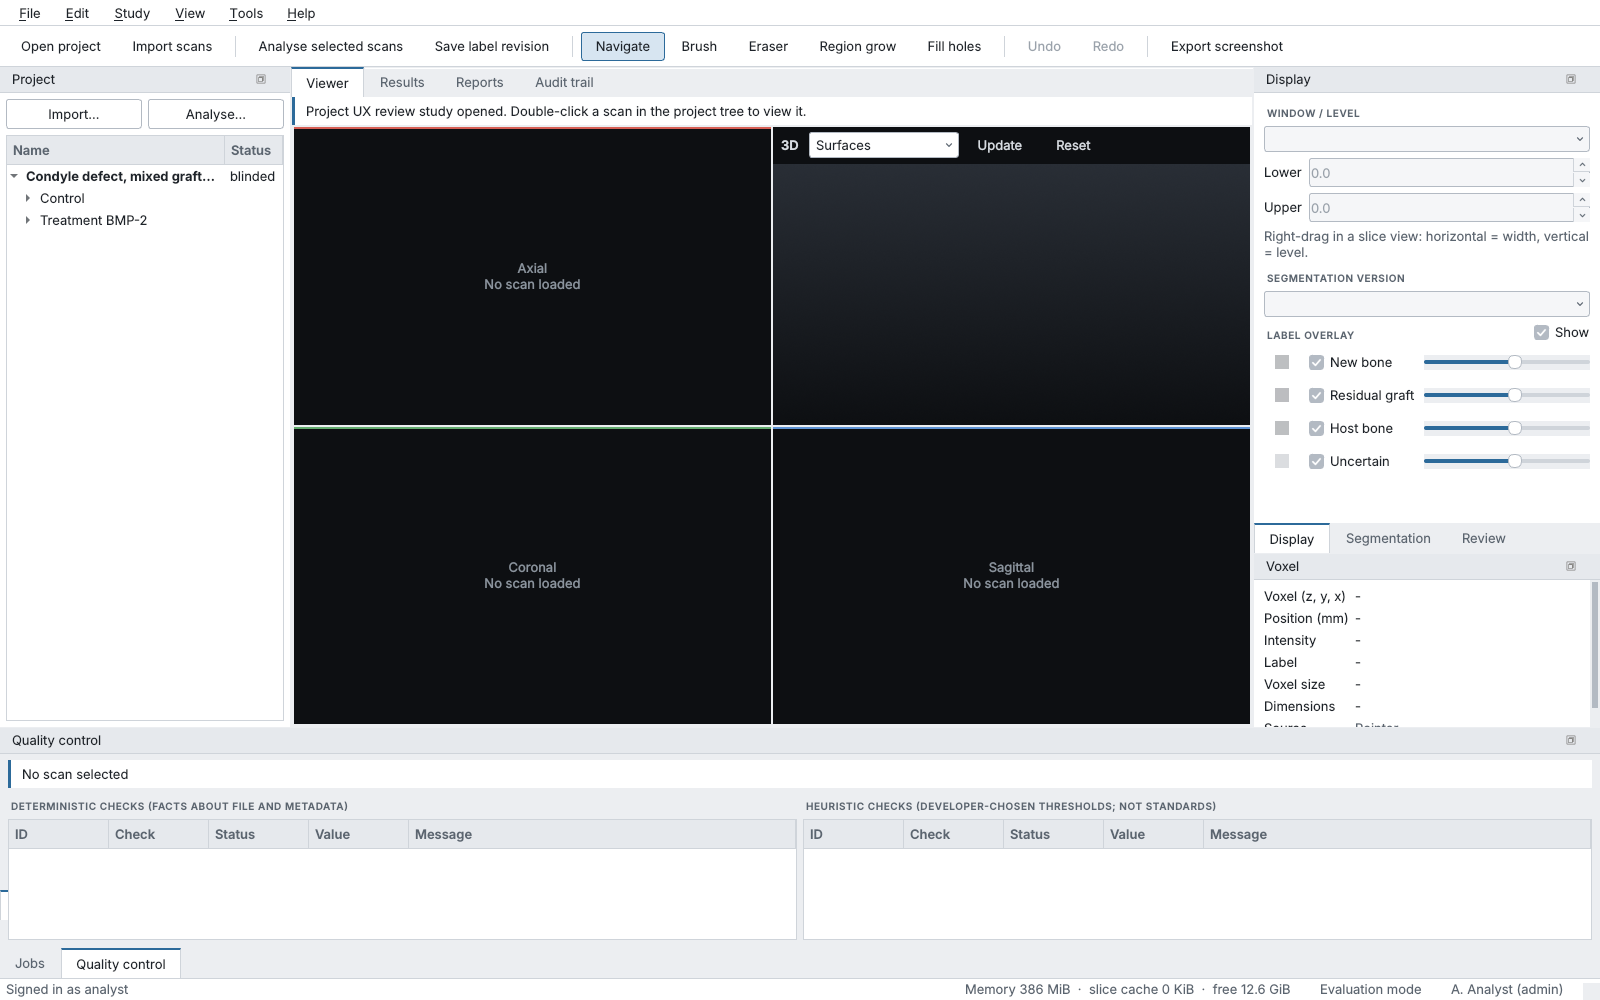 File Edit Study View Tools Help
Open project Import scans Analyse selected scans Save label revision Navigate Brush Eraser Region grow Fill holes Undo Redo Export screenshot
Project
Import... Analyse...
Name Status
Condyle defect, mixed graft... blinded
Control
Treatment BMP-2
Viewer Results Reports Audit trail
Project UX review study opened. Double-click a scan in the project tree to view it.
Axial
No scan loaded
3D Surfaces Update Reset
Coronal
No scan loaded
Sagittal
No scan loaded
Display
WINDOW / LEVEL
Lower 0.0
Upper 0.0
Right-drag in a slice view: horizontal = width, vertical
= level.
SEGMENTATION VERSION
LABEL OVERLAY Show
New bone
Residual graft
Host bone
Uncertain
Display Segmentation Review
Voxel
Voxel (z, y, x) -
Position (mm) -
Intensity -
Label -
Voxel size -
Dimensions -
Source Pointer
Quality control
No scan selected
DETERMINISTIC CHECKS (FACTS ABOUT FILE AND METADATA)
ID Check Status Value Message
HEURISTIC CHECKS (DEVELOPER-CHOSEN THRESHOLDS; NOT STANDARDS)
ID Check Status Value Message
Jobs Quality control
Signed in as analyst
Memory 386 MiB · slice cache 0 KiB · free 12.6 GiB Evaluation mode A. Analyst (admin)